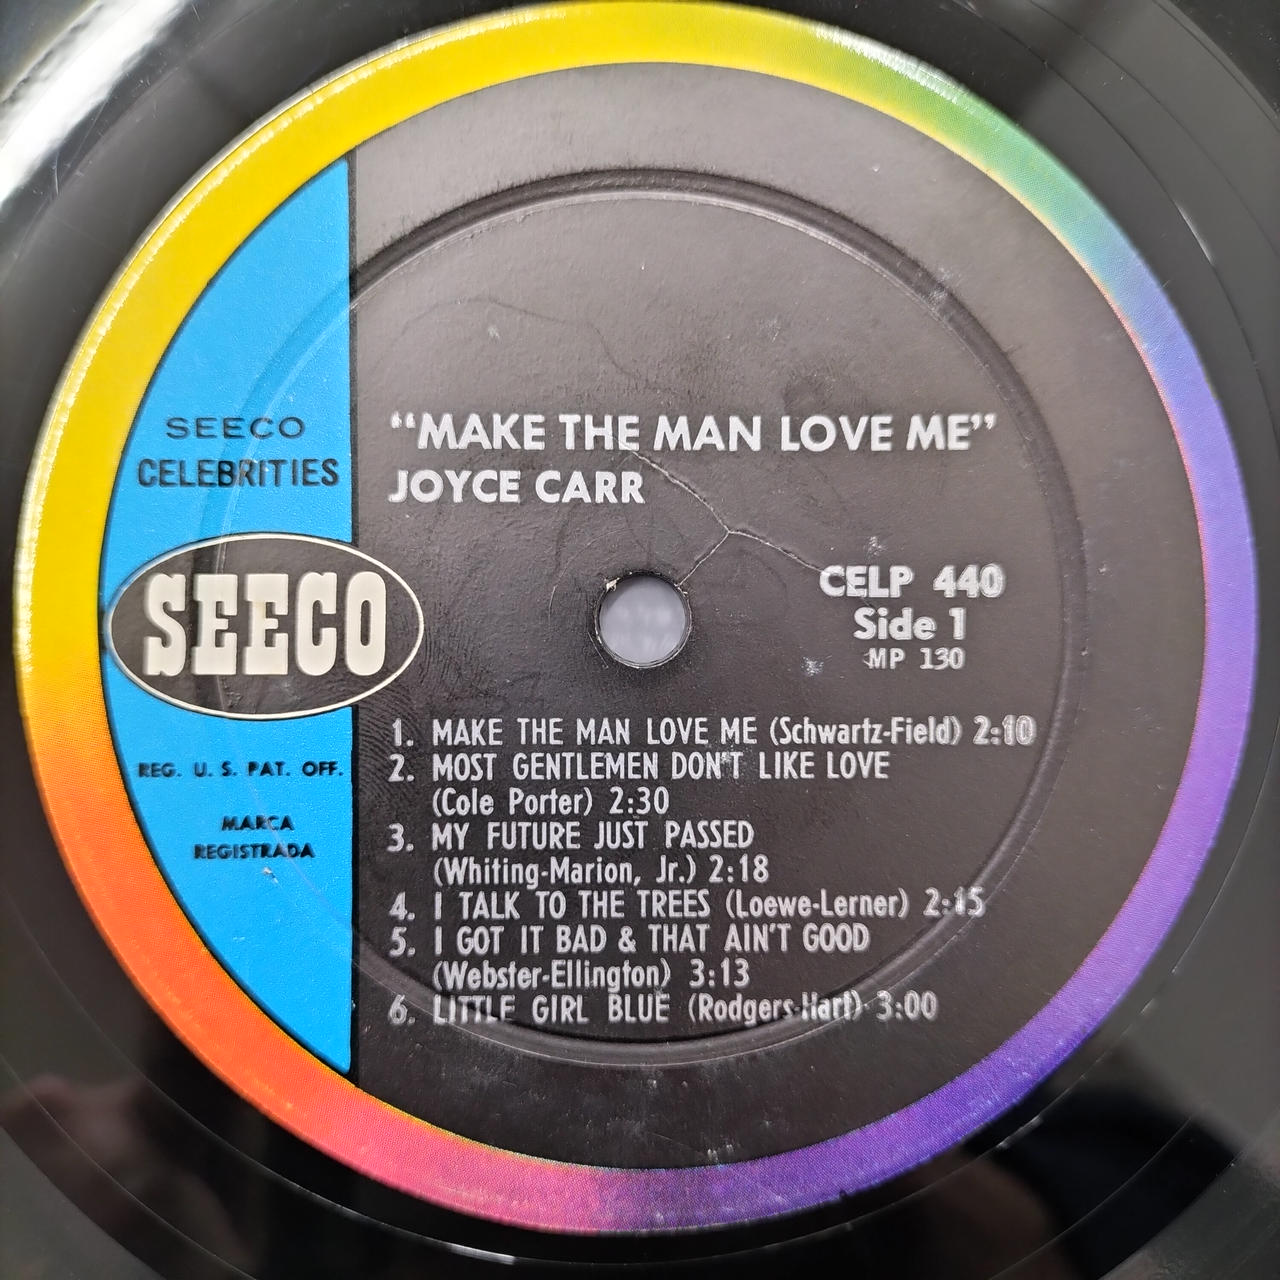 SEECO
CELEBRITIES
SEECO
REG. U. S. PAT. OFF.
MARCA
REGISTRADA
"MAKE THE MAN LOVE ME"
JOYCE CARR
CELP 440
Side 1
MP 130
1. MAKE THE MAN LOVE ME (Schwartz-Field) 2:10
2. MOST GENTLEMEN DON'T LIKE LOVE
(Cole Porter) 2:30
3. MY FUTURE JUST PASSED
(Whiting-Marion, Jr.) 2:18
4. I TALK TO THE TREES (Loewe-Lerner) 2:15
5. I GOT IT BAD & THAT AIN'T GOOD
(Webster-Ellington) 3:13
6. LITTLE GIRL BLUE (Rodgers-Hart) 3:00